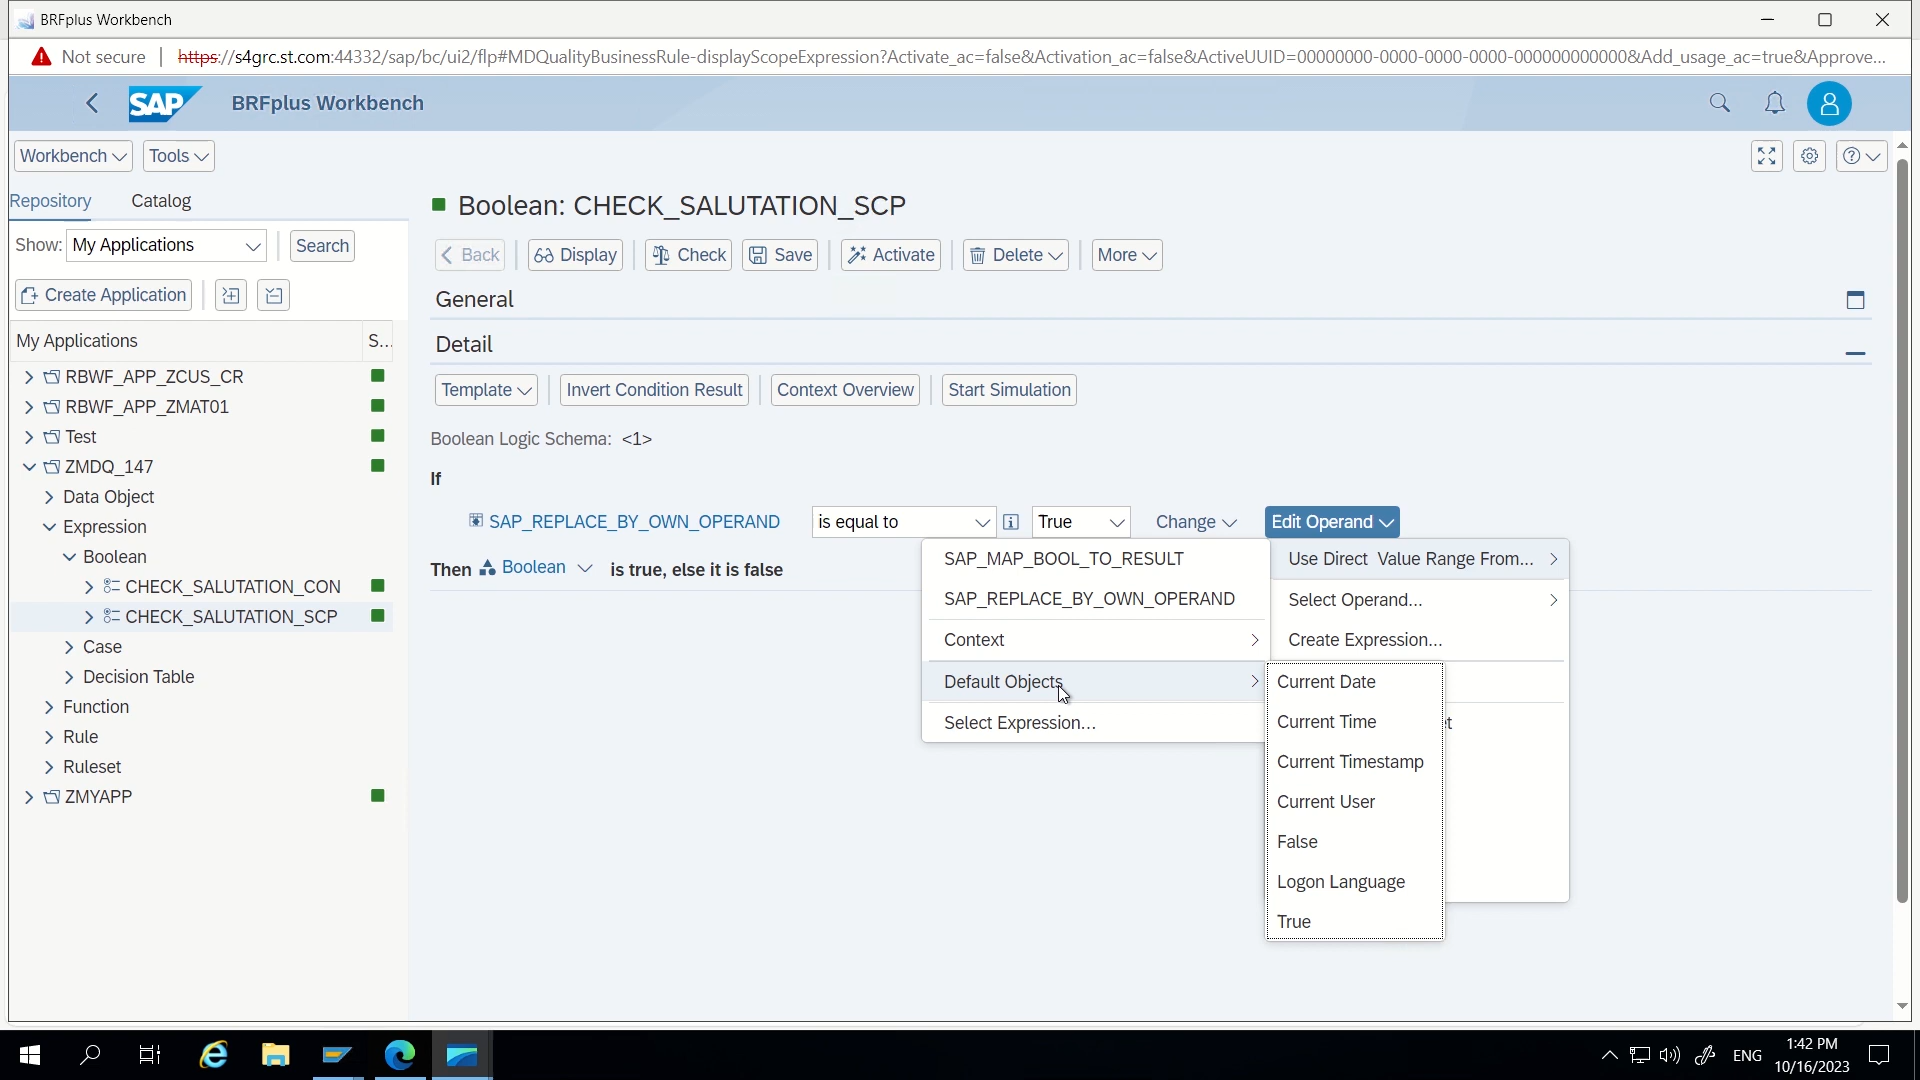 BRFplus Workbench
Not secure
https://s4grc.st.com:44332/sap/bc/ui2/flp#MDQualityBusinessRule-displayScopeExpression?Activate_ac=false&Activation_ac=false&ActiveUUID=00000000-0000-0000-0000-000000000000&Add_usage_ac=true&Approve...
SAP
BRFplus Workbench
Workbench
Tools
Repository
Catalog
Show: My Applications
Search
Create Application
My Applications
S...
RBWF_APP_ZCUS_CR
RBWF_APP_ZMAT01
Test
ZMDQ_147
Data Object
Expression
Boolean
CHECK_SALUTATION_CON
CHECK_SALUTATION_SCP
Case
Decision Table
Function
Rule
Ruleset
ZMYAPP
Boolean: CHECK_SALUTATION_SCP
Back
Display
Check
Save
Activate
Delete
More
General
Detail
Template
Invert Condition Result
Context Overview
Start Simulation
Boolean Logic Schema: <1>
If
SAP_REPLACE_BY_OWN_OPERAND
is equal to
True
Change
Edit Operand
Then Boolean is true, else it is false
SAP_MAP_BOOL_TO_RESULT
SAP_REPLACE_BY_OWN_OPERAND
Context
Default Objects
Select Expression...
Use Direct Value Range From...
Select Operand...
Create Expression...
Current Date
Current Time
Current Timestamp
Current User
False
Logon Language
True
ENG
1:42 PM
10/16/2023